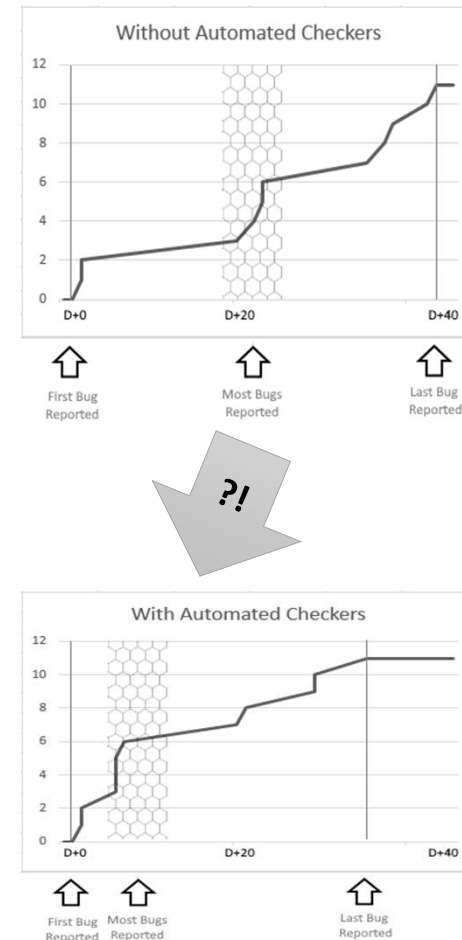 Without Automated Checkers
12
10
8
6
4
2
0
D+0 D+20 D+40
First Bug
Reported
Most Bugs
Reported
Last Bug
Reported
?!
With Automated Checkers
12
10
8
6
4
2
0
D+0 D+20 D+40
First Bug
Reported
Most Bugs
Reported
Last Bug
Reported